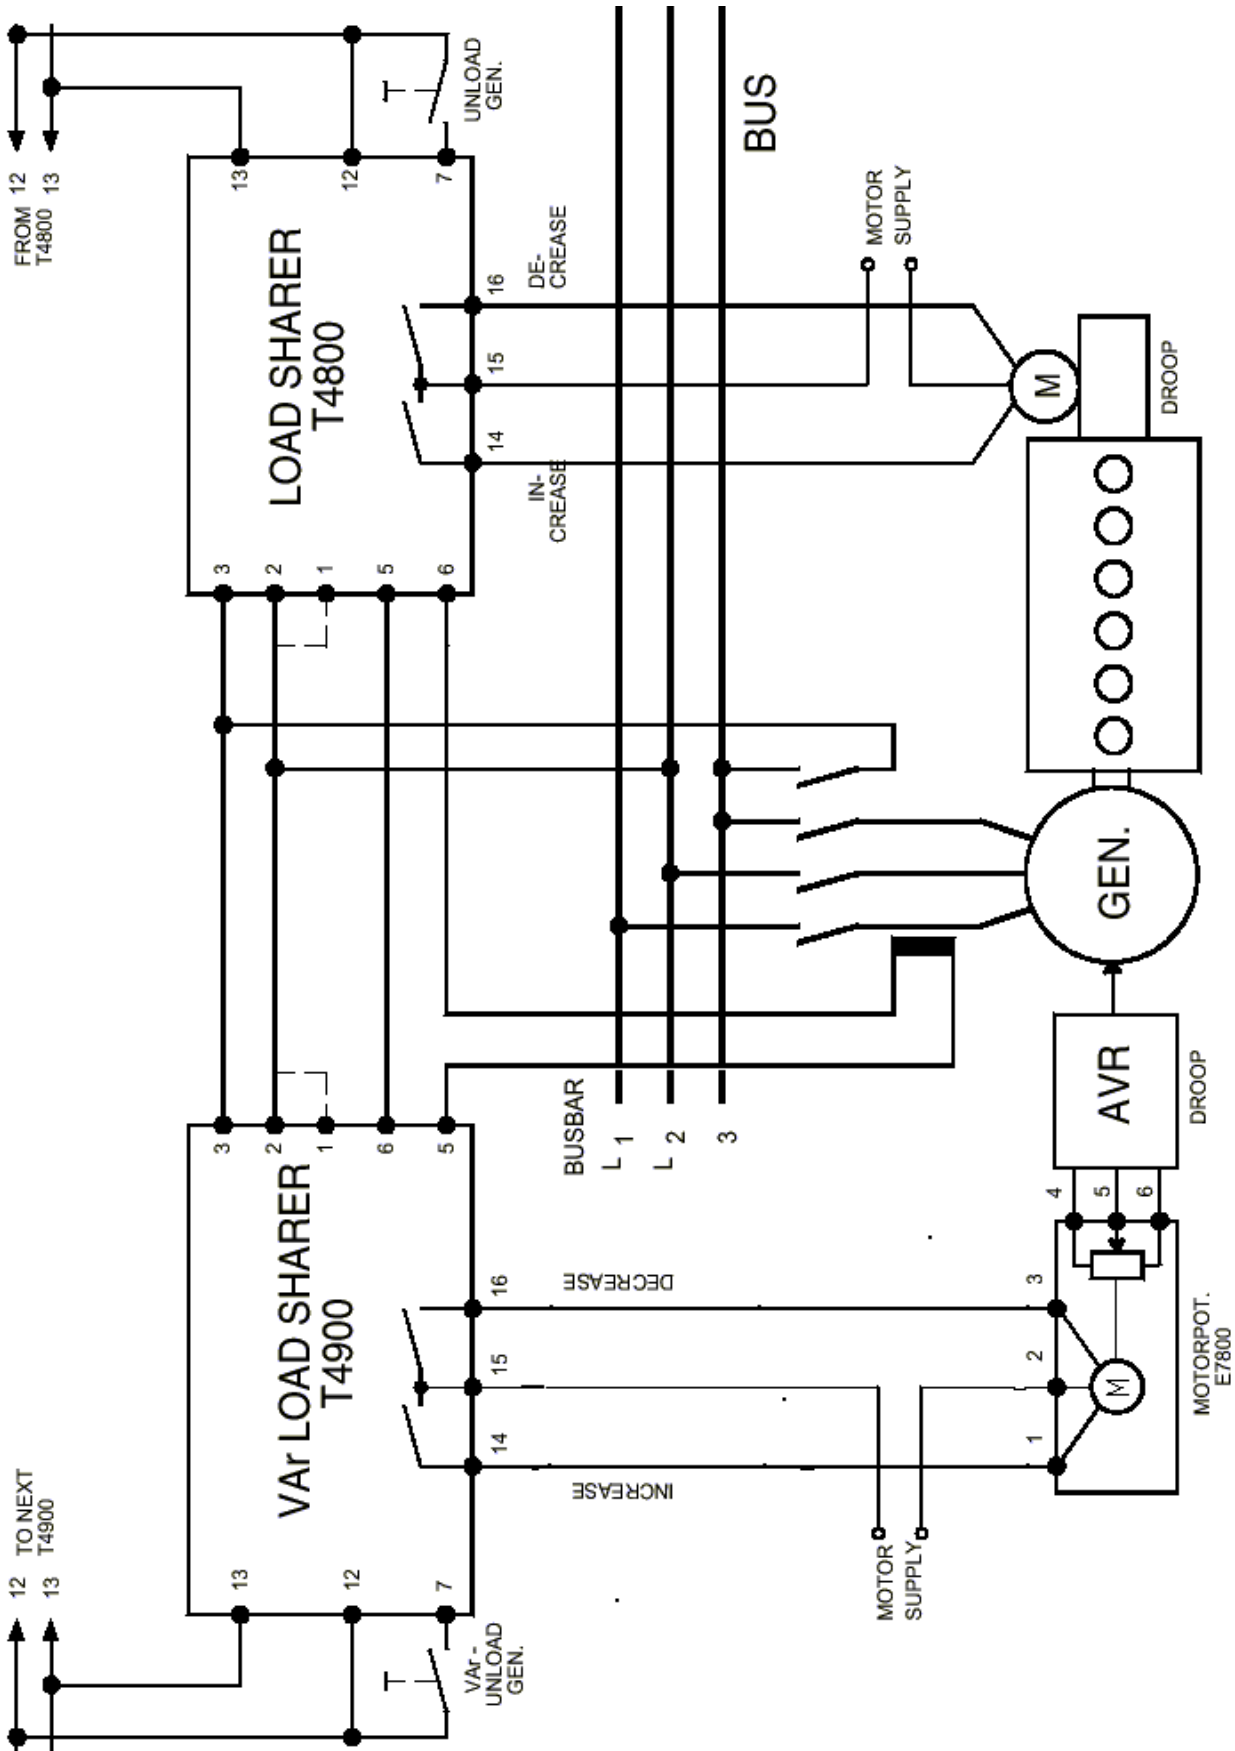 12 TO NEXT
13 T4900
FROM 12
T4800 13
13
12
7
VAr LOAD SHARER
T4900
3
2
1
6
5
14
15
16
VAr -
UNLOAD
GEN.
INCREASE
DECREASE
3
2
1
5
6
LOAD SHARER
T4800
13
12
7
14
15
16
UNLOAD
GEN.
IN-
CREASE
DE-
CREASE
BUSBAR
L 1
L 2
3
BUS
MOTOR
SUPPLY
MOTOR
SUPPLY
1
2
3
M
4
5
6
MOTORPOT.
E7800
AVR
DROOP
GEN.
M
DROOP